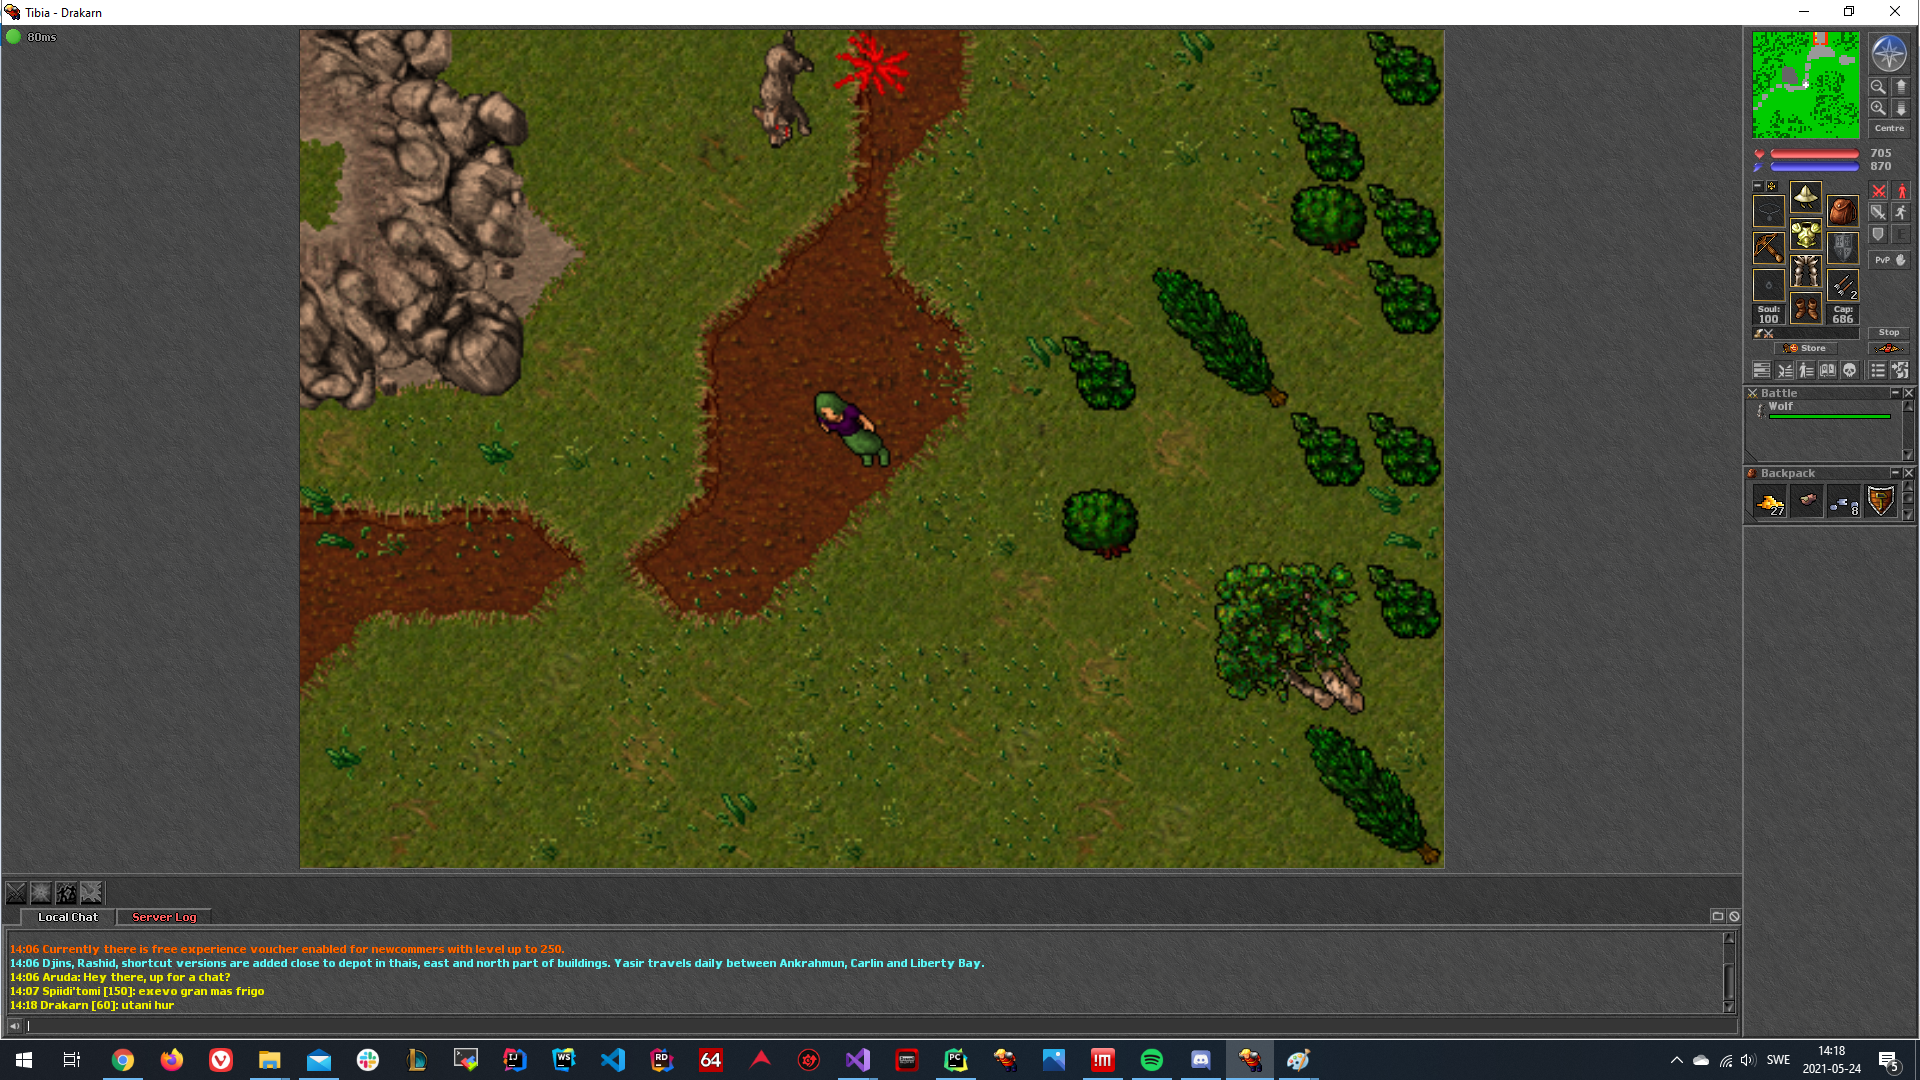 Tibia - Drakarn
80ms
Centre
705
870
PvP
2
Soul:
100
Cap:
686
Stop
Store
Battle
Wolf
Backpack
27
8
Local Chat
Server Log
14:06 Currently there is free experience voucher enabled for newcommers with level up to 250.
14:06 Djins, Rashid, shortcut versions are added close to depot in thais, east and north part of buildings. Yasir travels daily between Ankrahmun, Carlin and Liberty Bay.
14:06 Aruda: Hey there, up for a chat?
14:07 Spiidi'tomi [150]: exevo gran mas frigo
14:18 Drakarn [60]: utani hur
IJ
WS
RD
64
PC
!M
SWE
14:18
2021-05-24
5